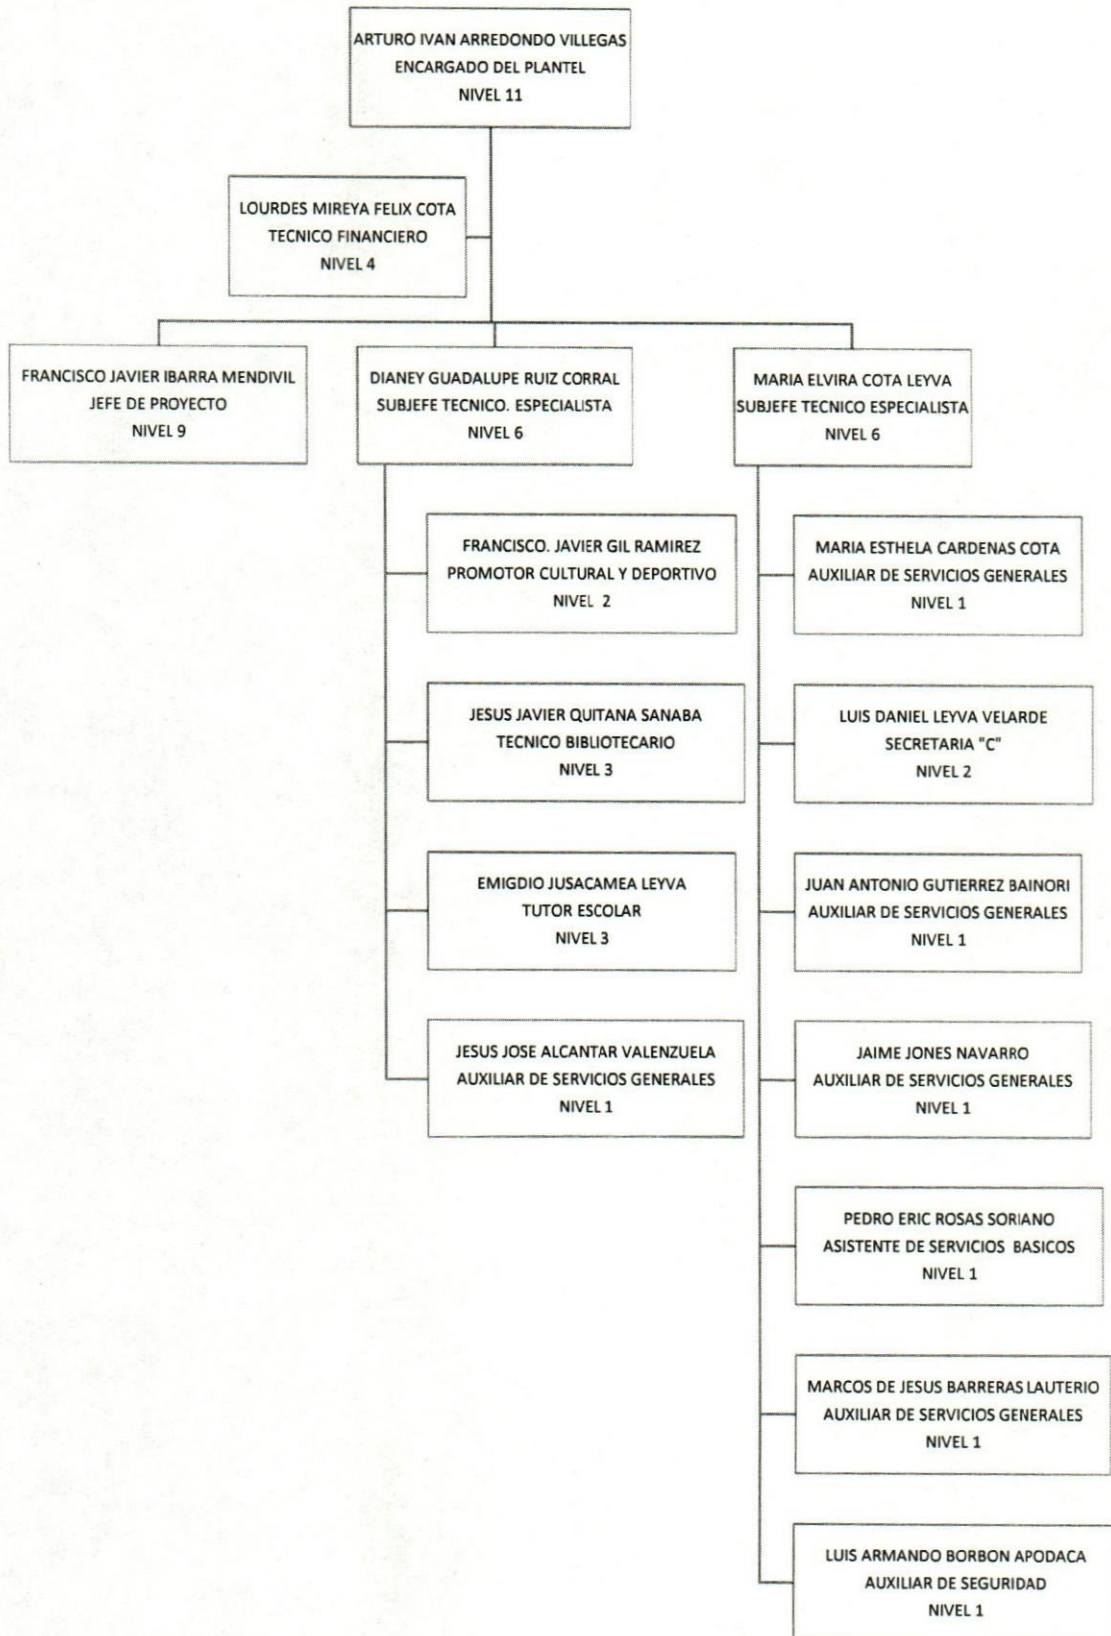 ARTURO IVAN ARREDONDO VILLEGAS
ENCARGADO DEL PLANTEL
NIVEL 11
LOURDES MIREYA FELIX COTA
TECNICO FINANCIERO
NIVEL 4
FRANCISCO JAVIER IBARRA MENDIVIL
JEFE DE PROYECTO
NIVEL 9
DIANEY GUADALUPE RUIZ CORRAL
SUBJEFE TECNICO. ESPECIALISTA
NIVEL 6
MARIA ELVIRA COTA LEYVA
SUBJEFE TECNICO ESPECIALISTA
NIVEL 6
FRANCISCO. JAVIER GIL RAMIREZ
PROMOTOR CULTURAL Y DEPORTIVO
NIVEL 2
JESUS JAVIER QUITANA SANABA
TECNICO BIBLIOTECARIO
NIVEL 3
EMIGDIO JUSACAMEA LEYVA
TUTOR ESCOLAR
NIVEL 3
JESUS JOSE ALCANTAR VALENZUELA
AUXILIAR DE SERVICIOS GENERALES
NIVEL 1
MARIA ESTHELA CARDENAS COTA
AUXILIAR DE SERVICIOS GENERALES
NIVEL 1
LUIS DANIEL LEYVA VELARDE
SECRETARIA "C"
NIVEL 2
JUAN ANTONIO GUTIERREZ BAINORI
AUXILIAR DE SERVICIOS GENERALES
NIVEL 1
JAIME JONES NAVARRO
AUXILIAR DE SERVICIOS GENERALES
NIVEL 1
PEDRO ERIC ROSAS SORIANO
ASISTENTE DE SERVICIOS BASICOS
NIVEL 1
MARCOS DE JESUS BARRERAS LAUTERIO
AUXILIAR DE SERVICIOS GENERALES
NIVEL 1
LUIS ARMANDO BORBON APODACA
AUXILIAR DE SEGURIDAD
NIVEL 1